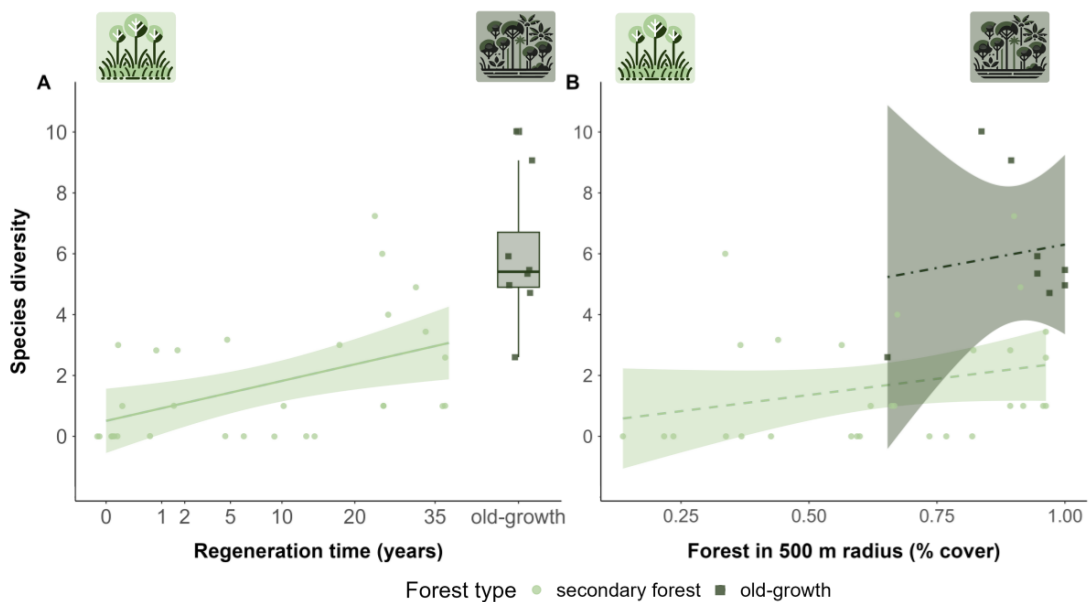 A
B
Species diversity
10
8
6
4
2
0
10
8
6
4
2
0
0 1 2 5 10 20 35 old-growth
0.25 0.50 0.75 1.00
Regeneration time (years)
Forest in 500 m radius (% cover)
Forest type secondary forest old-growth